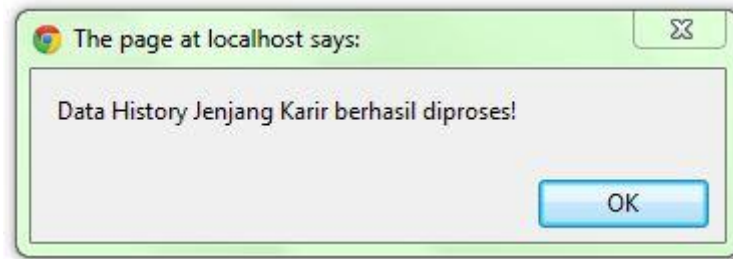 The page at localhost says:
Data History Jenjang Karir berhasil diproses!
OK